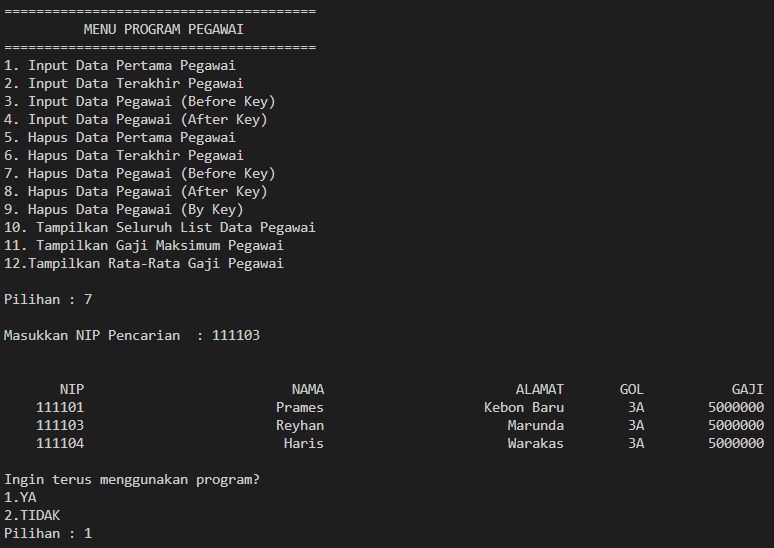 =======================================
MENU PROGRAM PEGAWAI
=======================================
1. Input Data Pertama Pegawai
2. Input Data Terakhir Pegawai
3. Input Data Pegawai (Before Key)
4. Input Data Pegawai (After Key)
5. Hapus Data Pertama Pegawai
6. Hapus Data Terakhir Pegawai
7. Hapus Data Pegawai (Before Key)
8. Hapus Data Pegawai (After Key)
9. Hapus Data Pegawai (By Key)
10. Tampilkan Seluruh List Data Pegawai
11. Tampilkan Gaji Maksimum Pegawai
12.Tampilkan Rata-Rata Gaji Pegawai
Pilihan : 7
Masukkan NIP Pencarian  : 111103
NIP NAMA ALAMAT GOL GAJI
111101 Prames Kebon Baru 3A 5000000
111103 Reyhan Marunda 3A 5000000
111104 Haris Warakas 3A 5000000
Ingin terus menggunakan program?
1.YA
2.TIDAK
Pilihan : 1